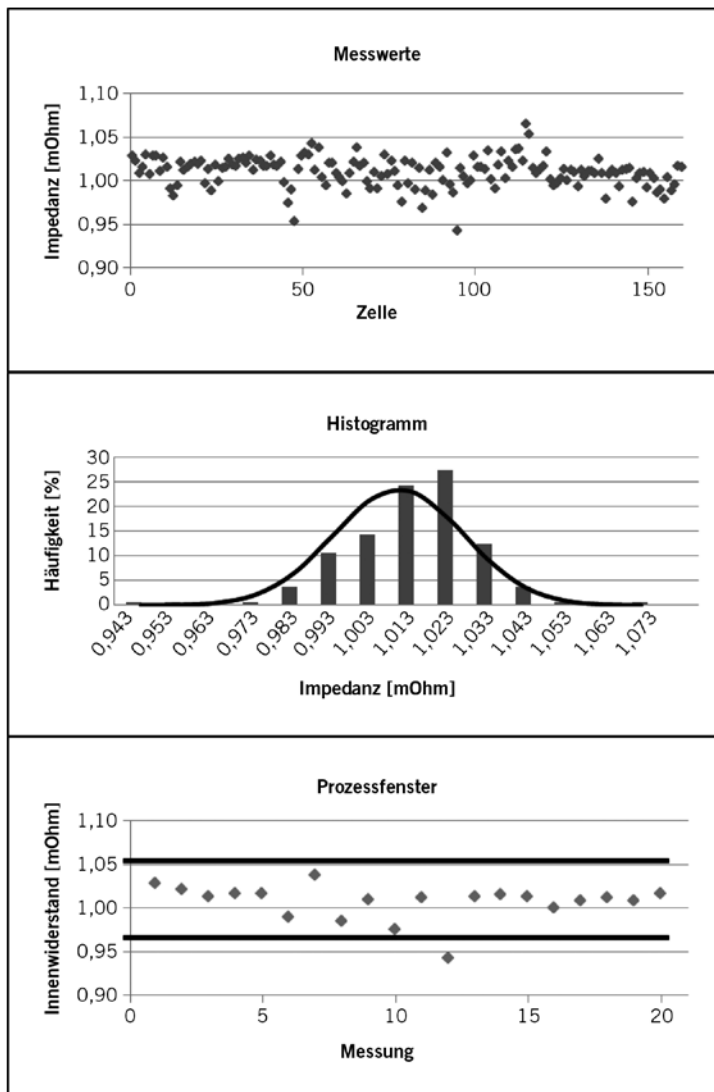 Messwerte
Impedanz [mOhm]
1,10
1,05
1,00
0,95
0,90
0 50 100 150
Zelle
Histogramm
Häufigkeit [%]
30
25
20
15
10
5
0
0,943 0,953 0,963 0,973 0,983 0,993 1,003 1,013 1,023 1,033 1,043 1,053 1,063 1,073
Impedanz [mOhm]
Prozessfenster
Innenwiderstand [mOhm]
1,10
1,05
1,00
0,95
0,90
0 5 10 15 20
Messung